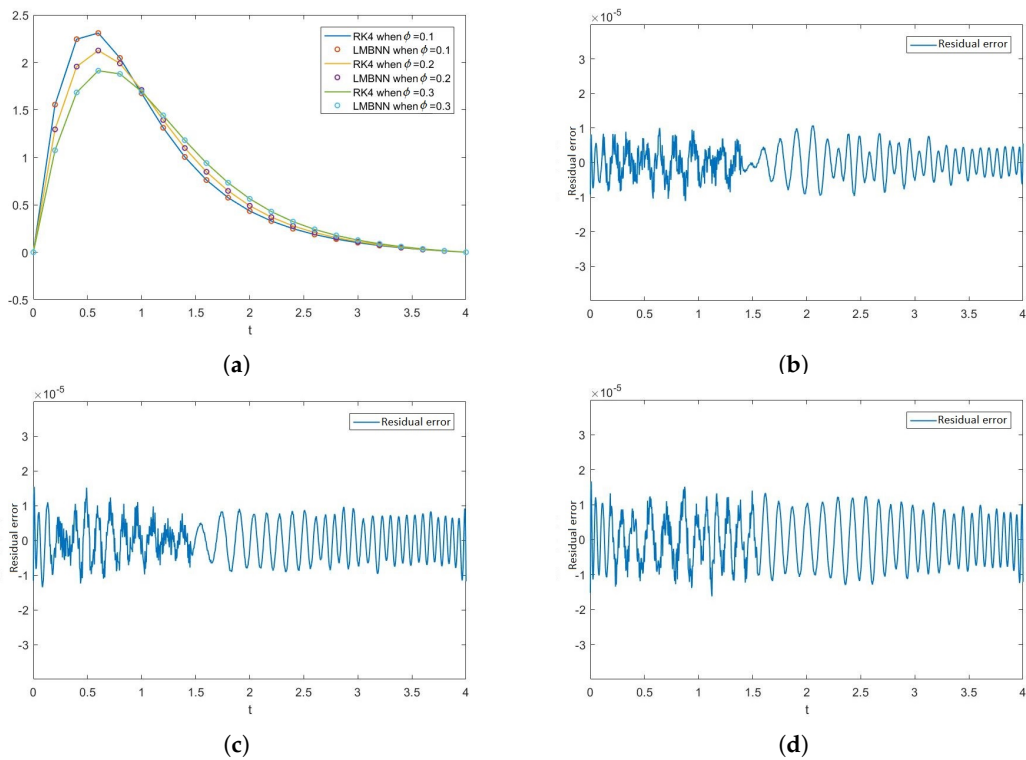 2.5
2
1.5
1
0.5
0
-0.5
0 0.5 1 1.5 2 2.5 3 3.5 4
t
RK4 when ϕ=0.1
LMBNN when ϕ=0.1
RK4 when ϕ=0.2
LMBNN when ϕ=0.2
RK4 when ϕ=0.3
LMBNN when ϕ=0.3
(a)
×10-5
4
3
2
1
0
-1
-2
-3
Residual error
Residual error
0 0.5 1 1.5 2 2.5 3 3.5 4
(b)
×10-5
3
2
1
0
-1
-2
-3
Residual error
Residual error
0 0.5 1 1.5 2 2.5 3 3.5 4
t
(c)
×10-5
4
3
2
1
0
-1
-2
-3
Residual error
Residual error
0 0.5 1 1.5 2 2.5 3 3.5 4
t
(d)